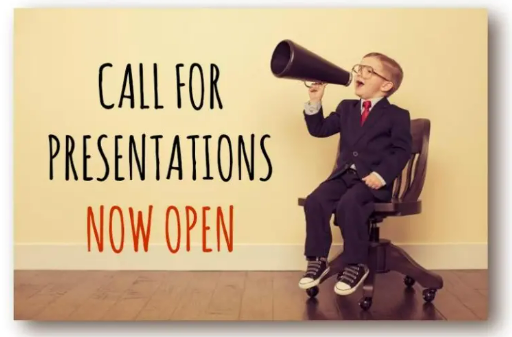 CALL FOR
PRESENTATIONS
NOW OPEN